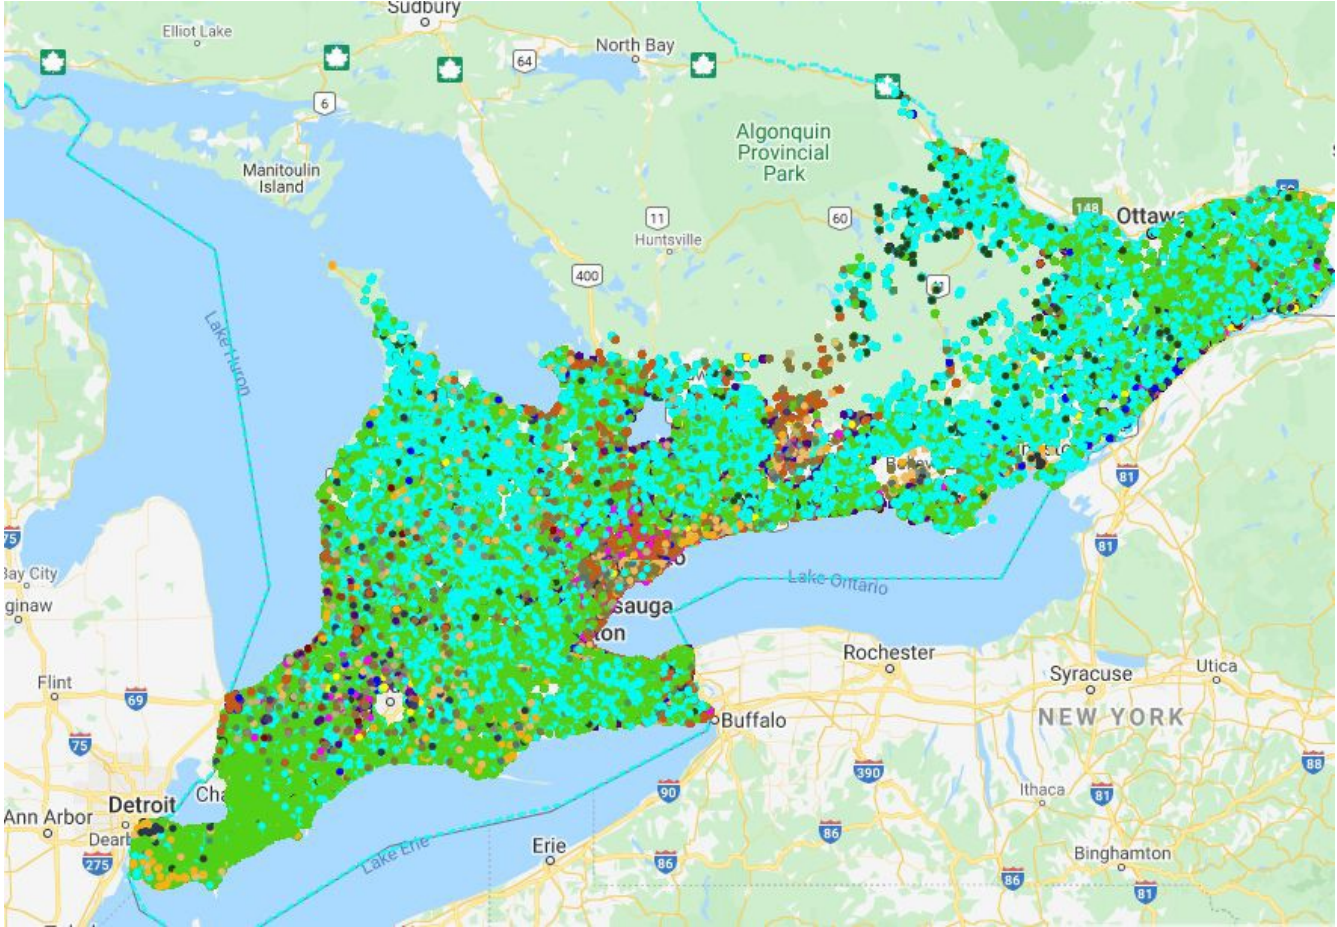 Sudbury
Elliot Lake
North Bay
64
6
Algonquin
Provincial
Park
Manitoulin
Island
148
Ottawa
11
60
Huntsville
400
Lake Huron
81
75
81
Bay City
ginaw
Lake Ontario
sauga
ton
Rochester
Syracuse
Utica
Flint
69
NEW YORK
Buffalo
75
390
88
Ithaca
90
81
Detroit
Cha
Ann Arbor
Dearb
275
Lake Erie
Erie
86
86
86
Binghamton
81